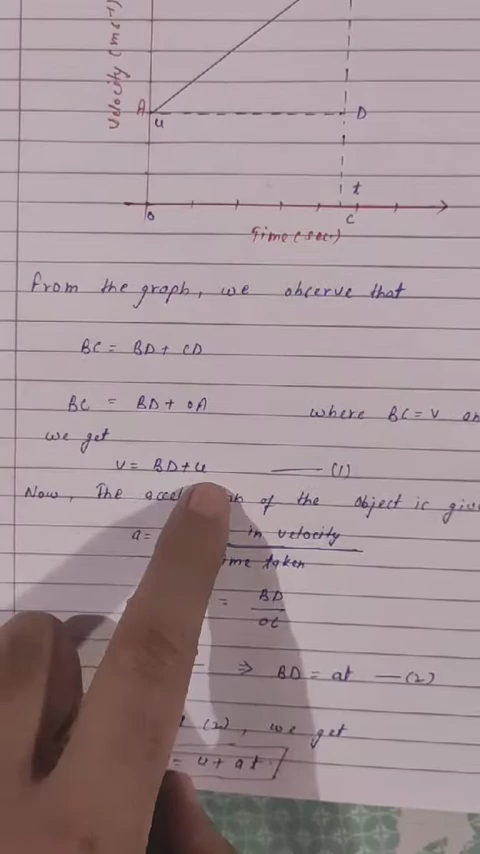 Velocity (ms⁻¹)
A
u
D
t
O
C
Time (sec)
From the graph, we observe that
BC = BD + CD
BC = BD + OA where BC = v
we get
v = BD + u —— (1)
Now, The of the object is
a = in velocity
taken
= BD
OC
⇒ BD = at — (2)
(2), we get
= u + at